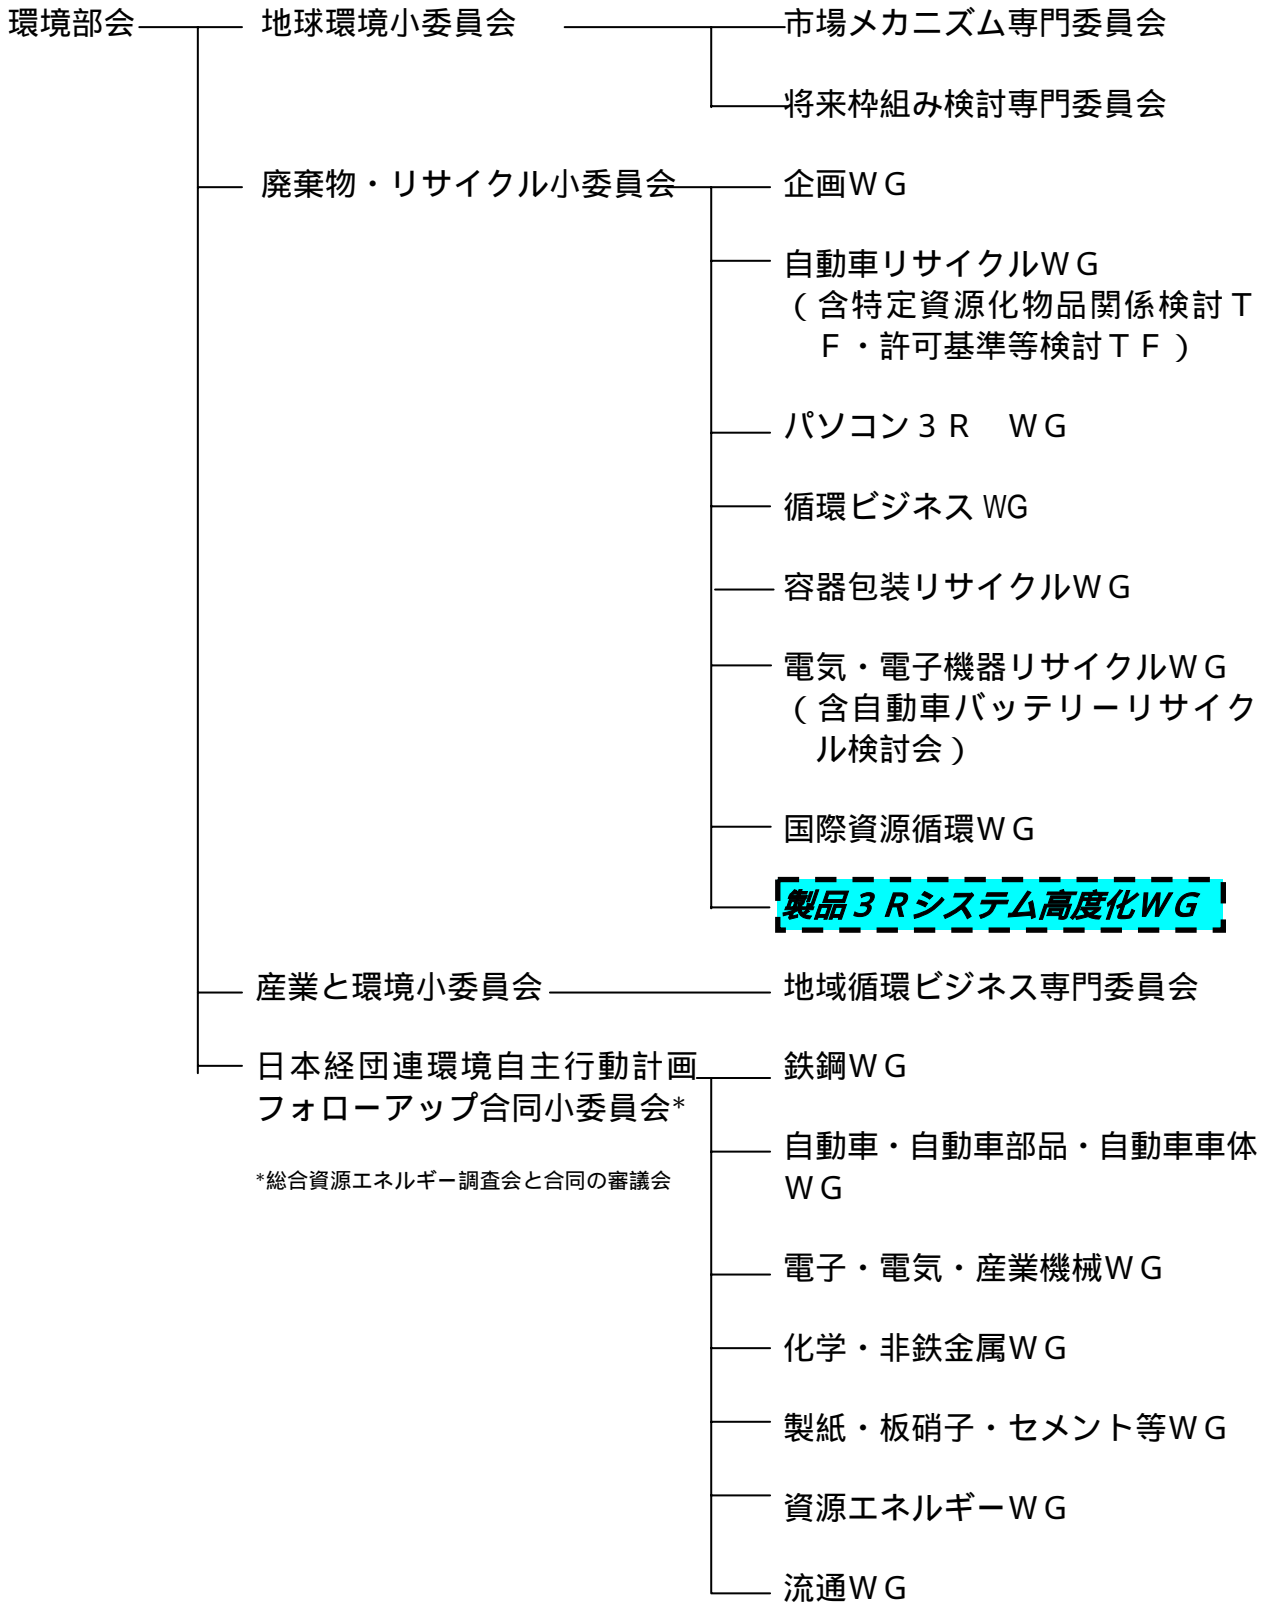 環境部会
地球環境小委員会
市場メカニズム専門委員会
将来枠組み検討専門委員会
廃棄物・リサイクル小委員会
企画ＷＧ
自動車リサイクルＷＧ
（含特定資源化物品関係検討Ｔ
Ｆ・許可基準等検討ＴＦ）
パソコン３Ｒ　ＷＧ
循環ビジネス WG
容器包装リサイクルＷＧ
電気・電子機器リサイクルＷＧ
（含自動車バッテリーリサイク
ル検討会）
国際資源循環ＷＧ
製品３Ｒシステム高度化ＷＧ
産業と環境小委員会
地域循環ビジネス専門委員会
日本経団連環境自主行動計画
フォローアップ合同小委員会*
*総合資源エネルギー調査会と合同の審議会
鉄鋼ＷＧ
自動車・自動車部品・自動車車体
ＷＧ
電子・電気・産業機械ＷＧ
化学・非鉄金属ＷＧ
製紙・板硝子・セメント等ＷＧ
資源エネルギーＷＧ
流通ＷＧ